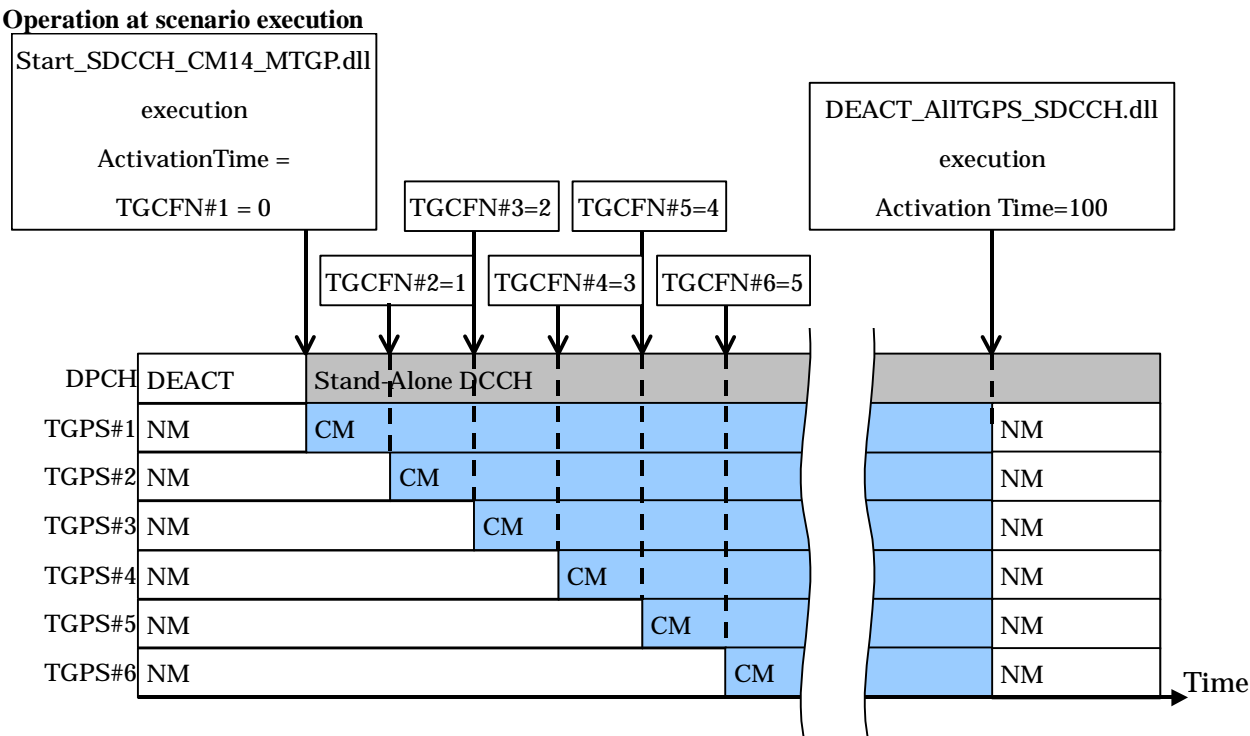 Operation at scenario execution
Start_SDCCH_CM14_MTGP.dll
execution
ActivationTime =
TGCFN#1 = 0
DEACT_AllTGPS_SDCCH.dll
execution
Activation Time=100
TGCFN#3=2
TGCFN#5=4
TGCFN#2=1
TGCFN#4=3
TGCFN#6=5
DPCH DEACT Stand-Alone DCCH
TGPS#1 NM CM NM
TGPS#2 NM CM NM
TGPS#3 NM CM NM
TGPS#4 NM CM NM
TGPS#5 NM CM NM
TGPS#6 NM CM NM
Time